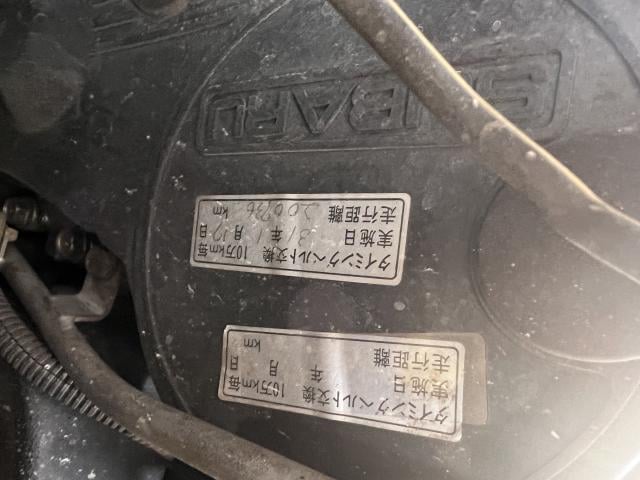 タイミングベルト交換 10万km毎
実施日 年 月 日
走行距離 km
タイミングベルト交換 10万km毎
実施日 31年 1月 日
走行距離 200736 km
SUBARU